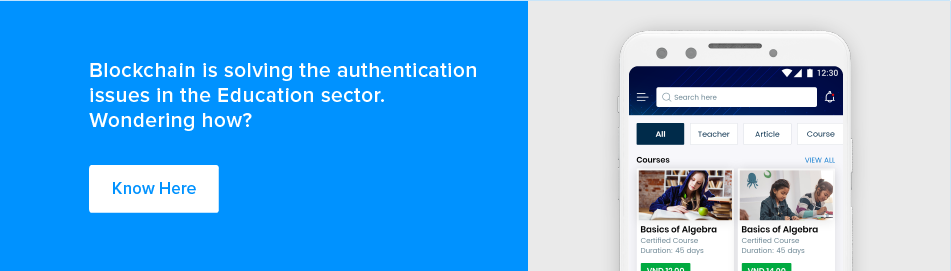 Blockchain is solving the authentication
issues in the Education sector.
Wondering how?
Know Here
12:30
Search here
All Teacher Article Course
Courses VIEW ALL
Basics of Algebra Basics of Algebra
Certified Course Certified Course
Duration: 45 days Duration: 45 days
VND 12.00 VND 14.00